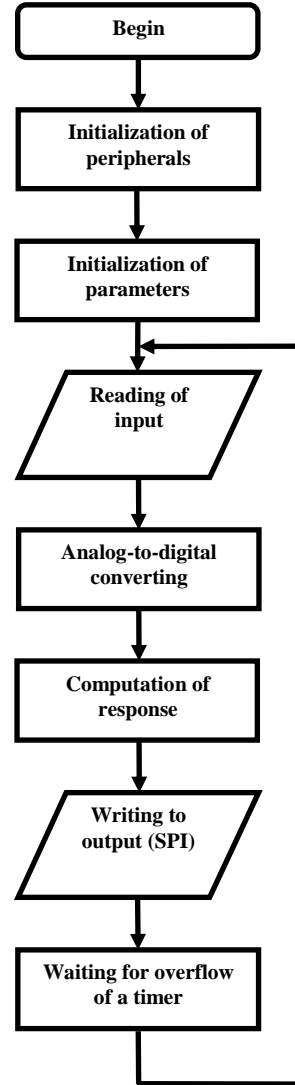 Begin
Initialization of
peripherals
Initialization of
parameters
Reading of
input
Analog-to-digital
converting
Computation of
response
Writing to
output (SPI)
Waiting for overflow
of a timer